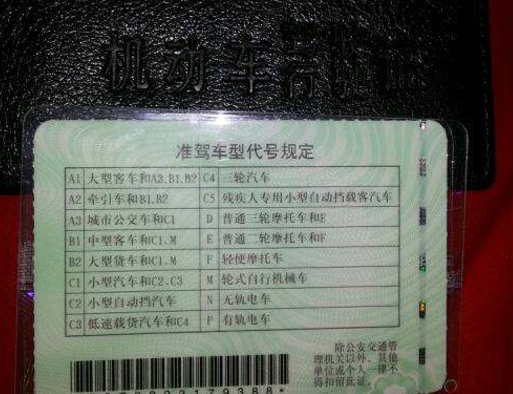 机动车行驶证
准驾车型代号规定
A1 大型客车和A3.B1.B2 C4 三轮汽车
A2 牵引车和B1.B2 C5 残疾人专用小型自动挡载客汽车
A3 城市公交车和C1 D 普通三轮摩托车和E
B1 中型客车和C1.M E 普通二轮摩托车和F
B2 大型货车和C1.M F 轻便摩托车
C1 小型汽车和C2.C3 M 轮式自行机械车
C2 小型自动挡汽车 N 无轨电车
C3 低速载货汽车和C4 P 有轨电车
除公安交通管
理机关以外、其他
单位或个人一律不
得扣留此证。